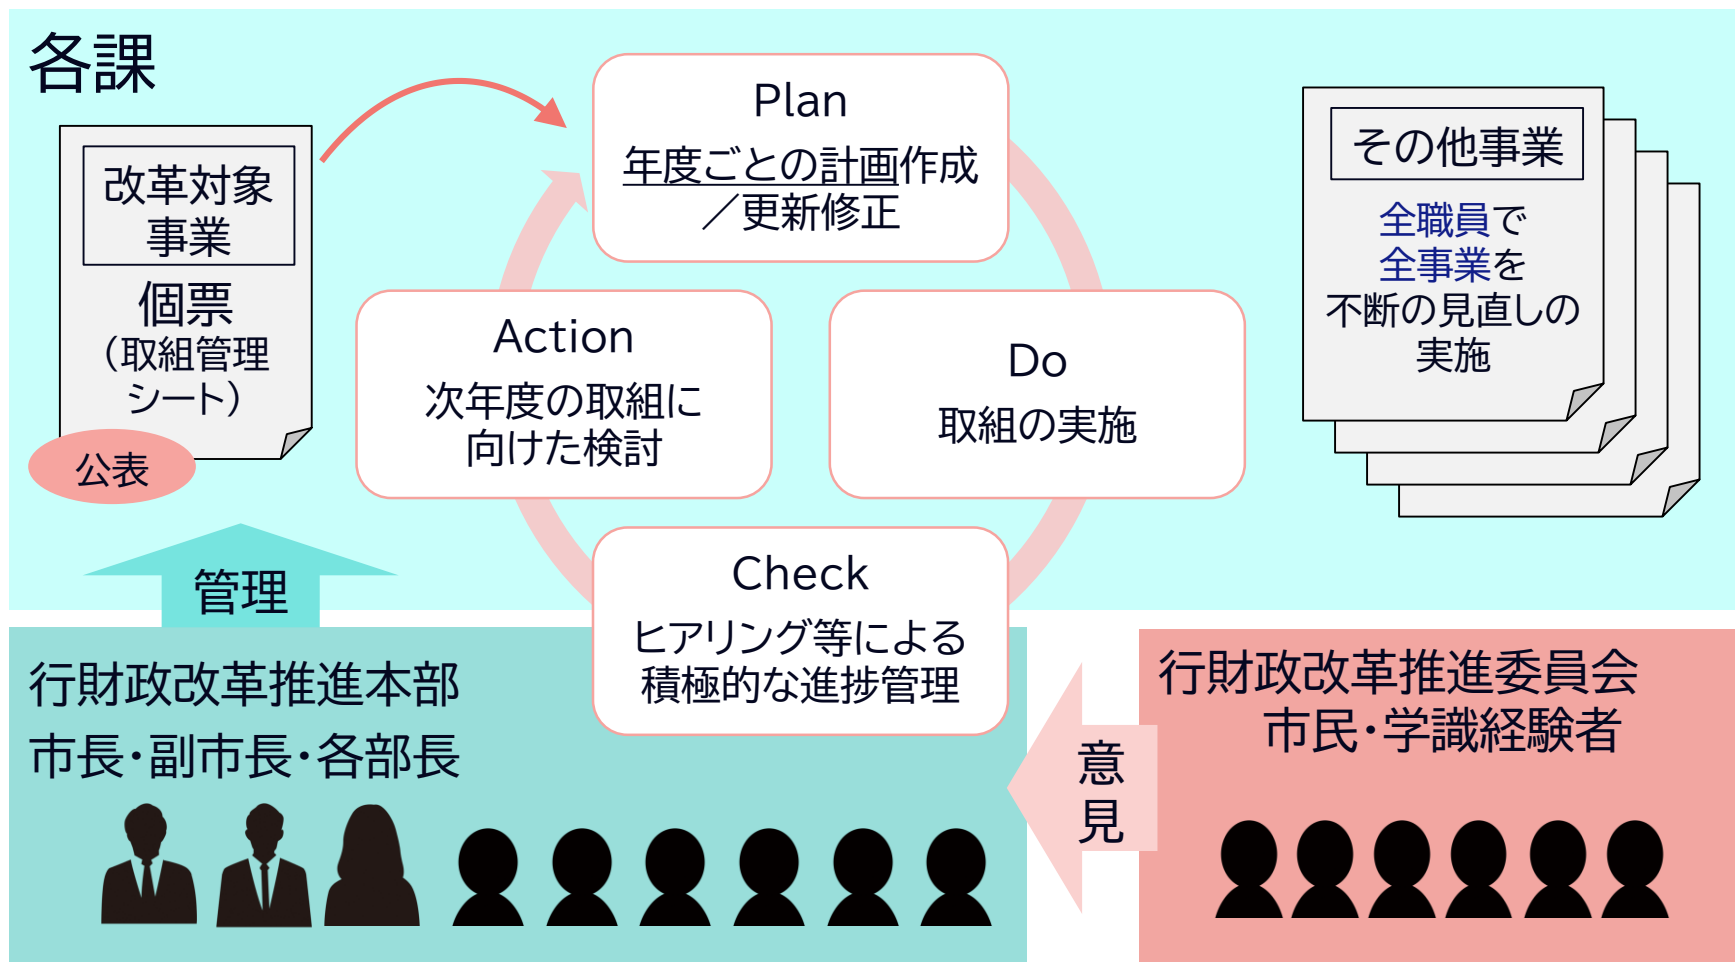 各課
改革対象
事業
個票
（取組管理
シート）
公表
管理
Plan
年度ごとの計画作成
／更新修正
Do
取組の実施
Check
ヒアリング等による
積極的な進捗管理
Action
次年度の取組に
向けた検討
その他事業
全職員で
全事業を
不断の見直しの
実施
行財政改革推進本部
市長・副市長・各部長
意
見
行財政改革推進委員会
市民・学識経験者